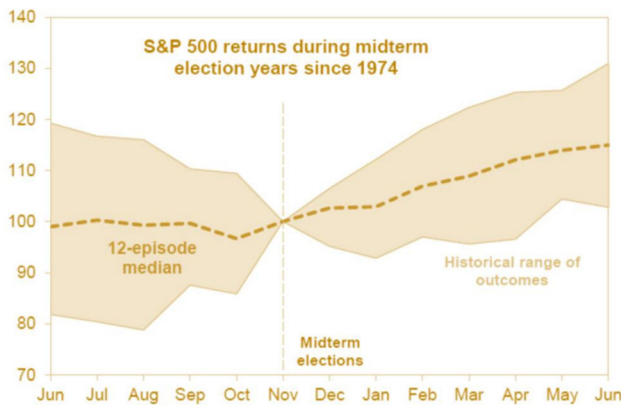 140
S&P 500 returns during midterm
election years since 1974
130
120
110
100
12-episode
median
90
Historical range of
outcomes
80
Midterm
elections
70
Jun Jul Aug Sep Oct Nov Dec Jan Feb Mar Apr May Jun